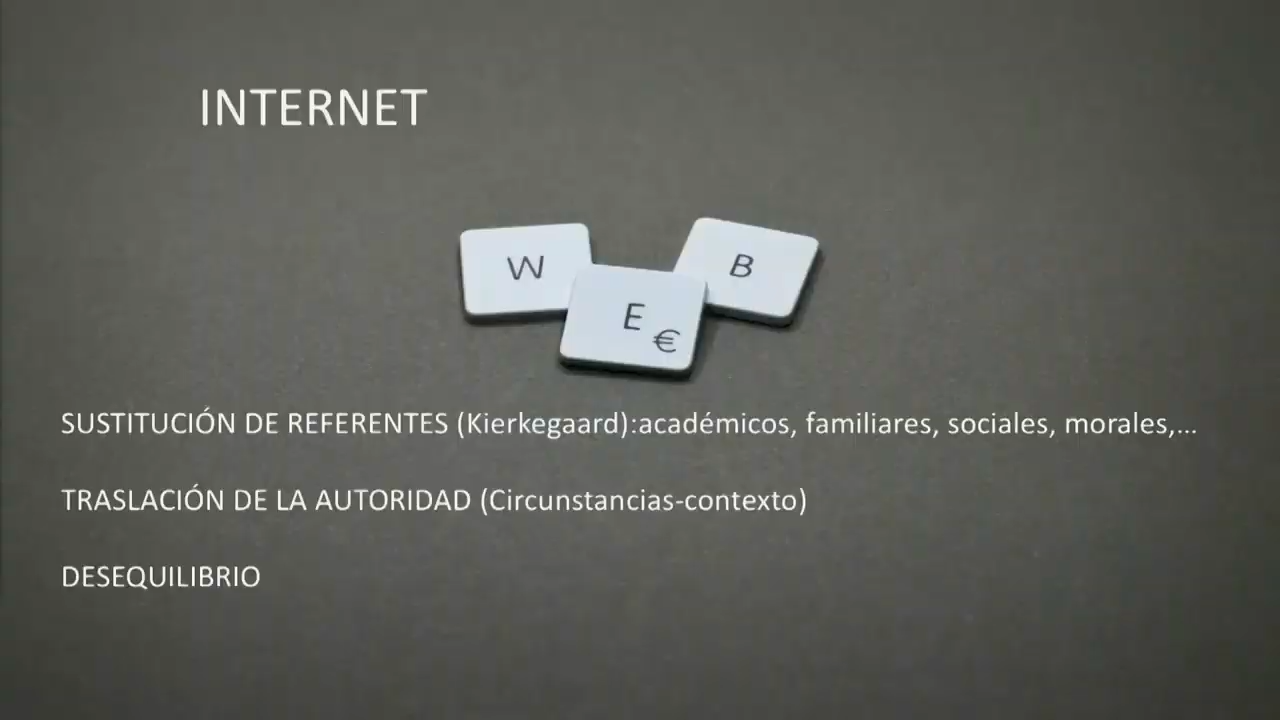 INTERNET
W
B
E
€
SUSTITUCIÓN DE REFERENTES (Kierkegaard):académicos, familiares, sociales, morales,...
TRASLACIÓN DE LA AUTORIDAD (Circunstancias-contexto)
DESEQUILIBRIO